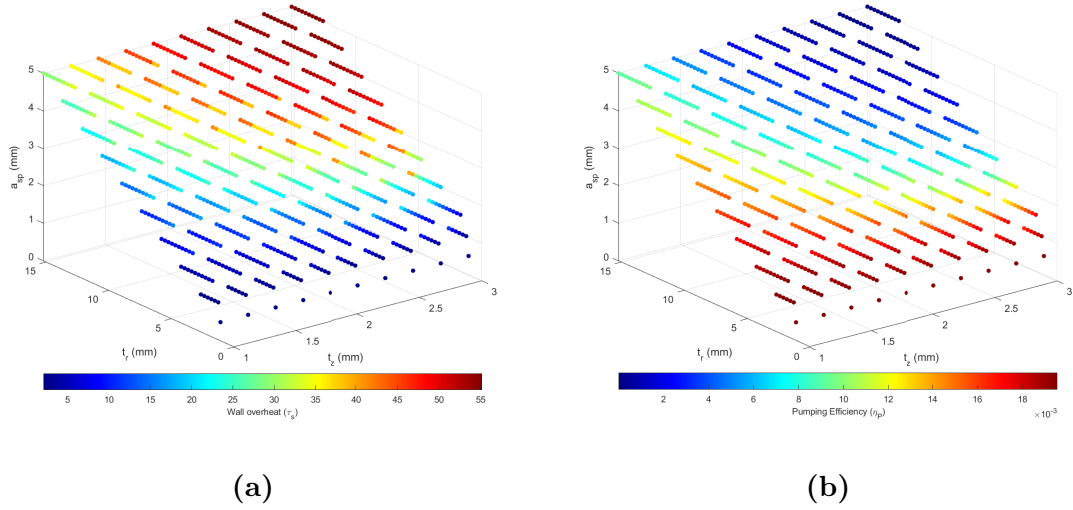 5
4
3
2
1
0
a_sp (mm)
15
10
5
0
t_r (mm)
1
1.5
2
2.5
3
t_z (mm)
5 10 15 20 25 30 35 40 45 50 55
Wall overheat (τ_s)
(a)
5
4
3
2
1
0
a_sp (mm)
15
10
5
0
t_r (mm)
1
1.5
2
2.5
3
t_z (mm)
2 4 6 8 10 12 14 16 18
Pumping Efficiency (η_P)
×10^-3
(b)